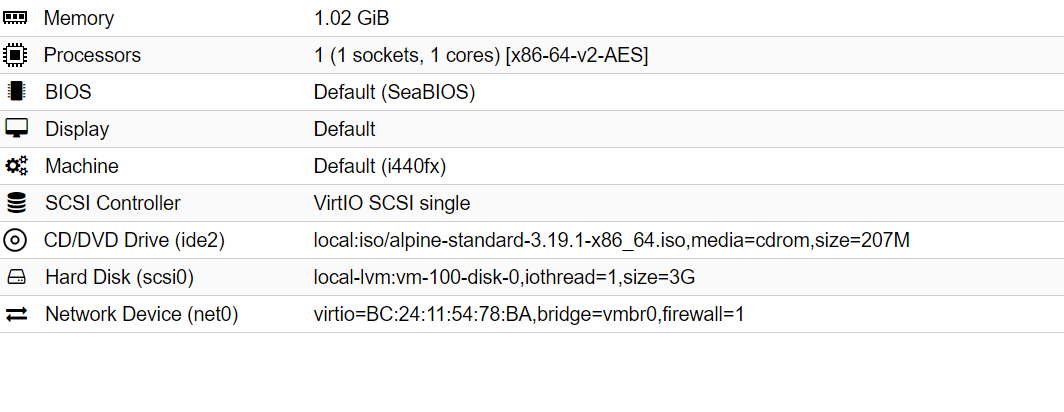 Memory 1.02 GiB
Processors 1 (1 sockets, 1 cores) [x86-64-v2-AES]
BIOS Default (SeaBIOS)
Display Default
Machine Default (i440fx)
SCSI Controller VirtIO SCSI single
CD/DVD Drive (ide2) local:iso/alpine-standard-3.19.1-x86_64.iso,media=cdrom,size=207M
Hard Disk (scsi0) local-lvm:vm-100-disk-0,iothread=1,size=3G
Network Device (net0) virtio=BC:24:11:54:78:BA,bridge=vmbr0,firewall=1